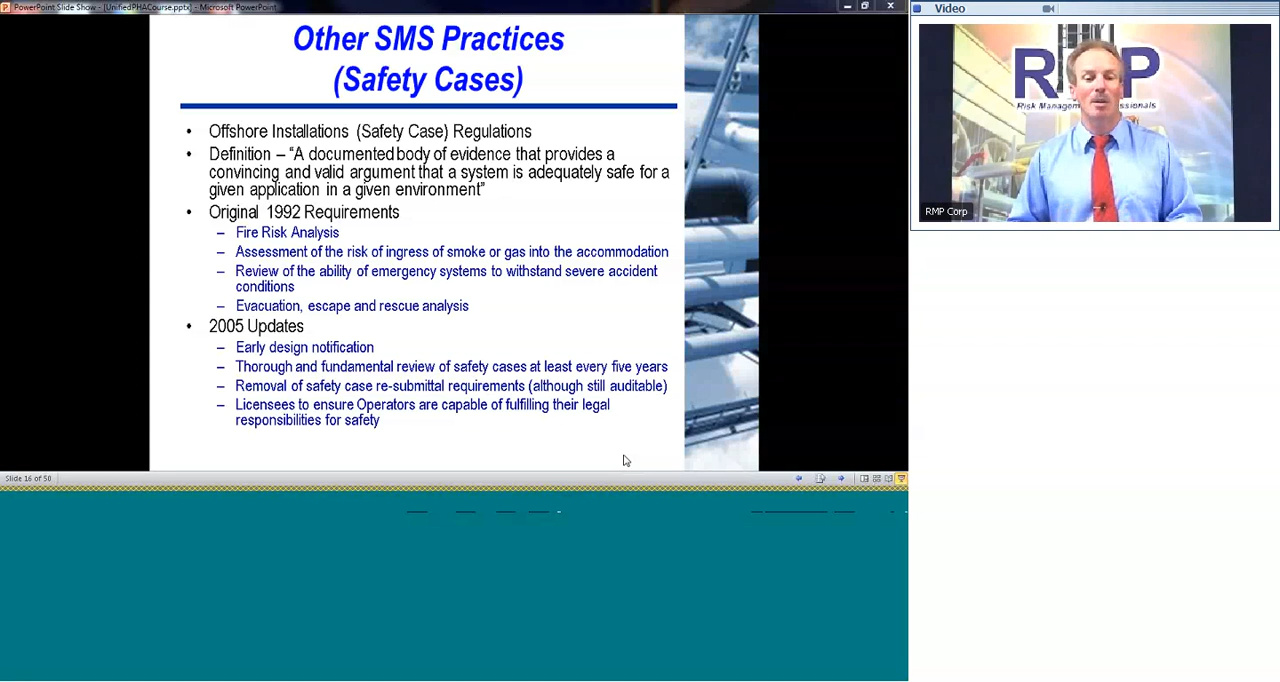 PowerPoint Slide Show - [UnifiedPHACourse.pptx] - Microsoft PowerPoint
Video
Other SMS Practices
(Safety Cases)
• Offshore Installations (Safety Case) Regulations
• Definition – “A documented body of evidence that provides a
convincing and valid argument that a system is adequately safe for a
given application in a given environment”
• Original 1992 Requirements
– Fire Risk Analysis
– Assessment of the risk of ingress of smoke or gas into the accommodation
– Review of the ability of emergency systems to withstand severe accident
conditions
– Evacuation, escape and rescue analysis
• 2005 Updates
– Early design notification
– Thorough and fundamental review of safety cases at least every five years
– Removal of safety case re-submittal requirements (although still auditable)
– Licensees to ensure Operators are capable of fulfilling their legal
responsibilities for safety
Slide 16 of 50
RMP
Risk Management Professionals
RMP Corp